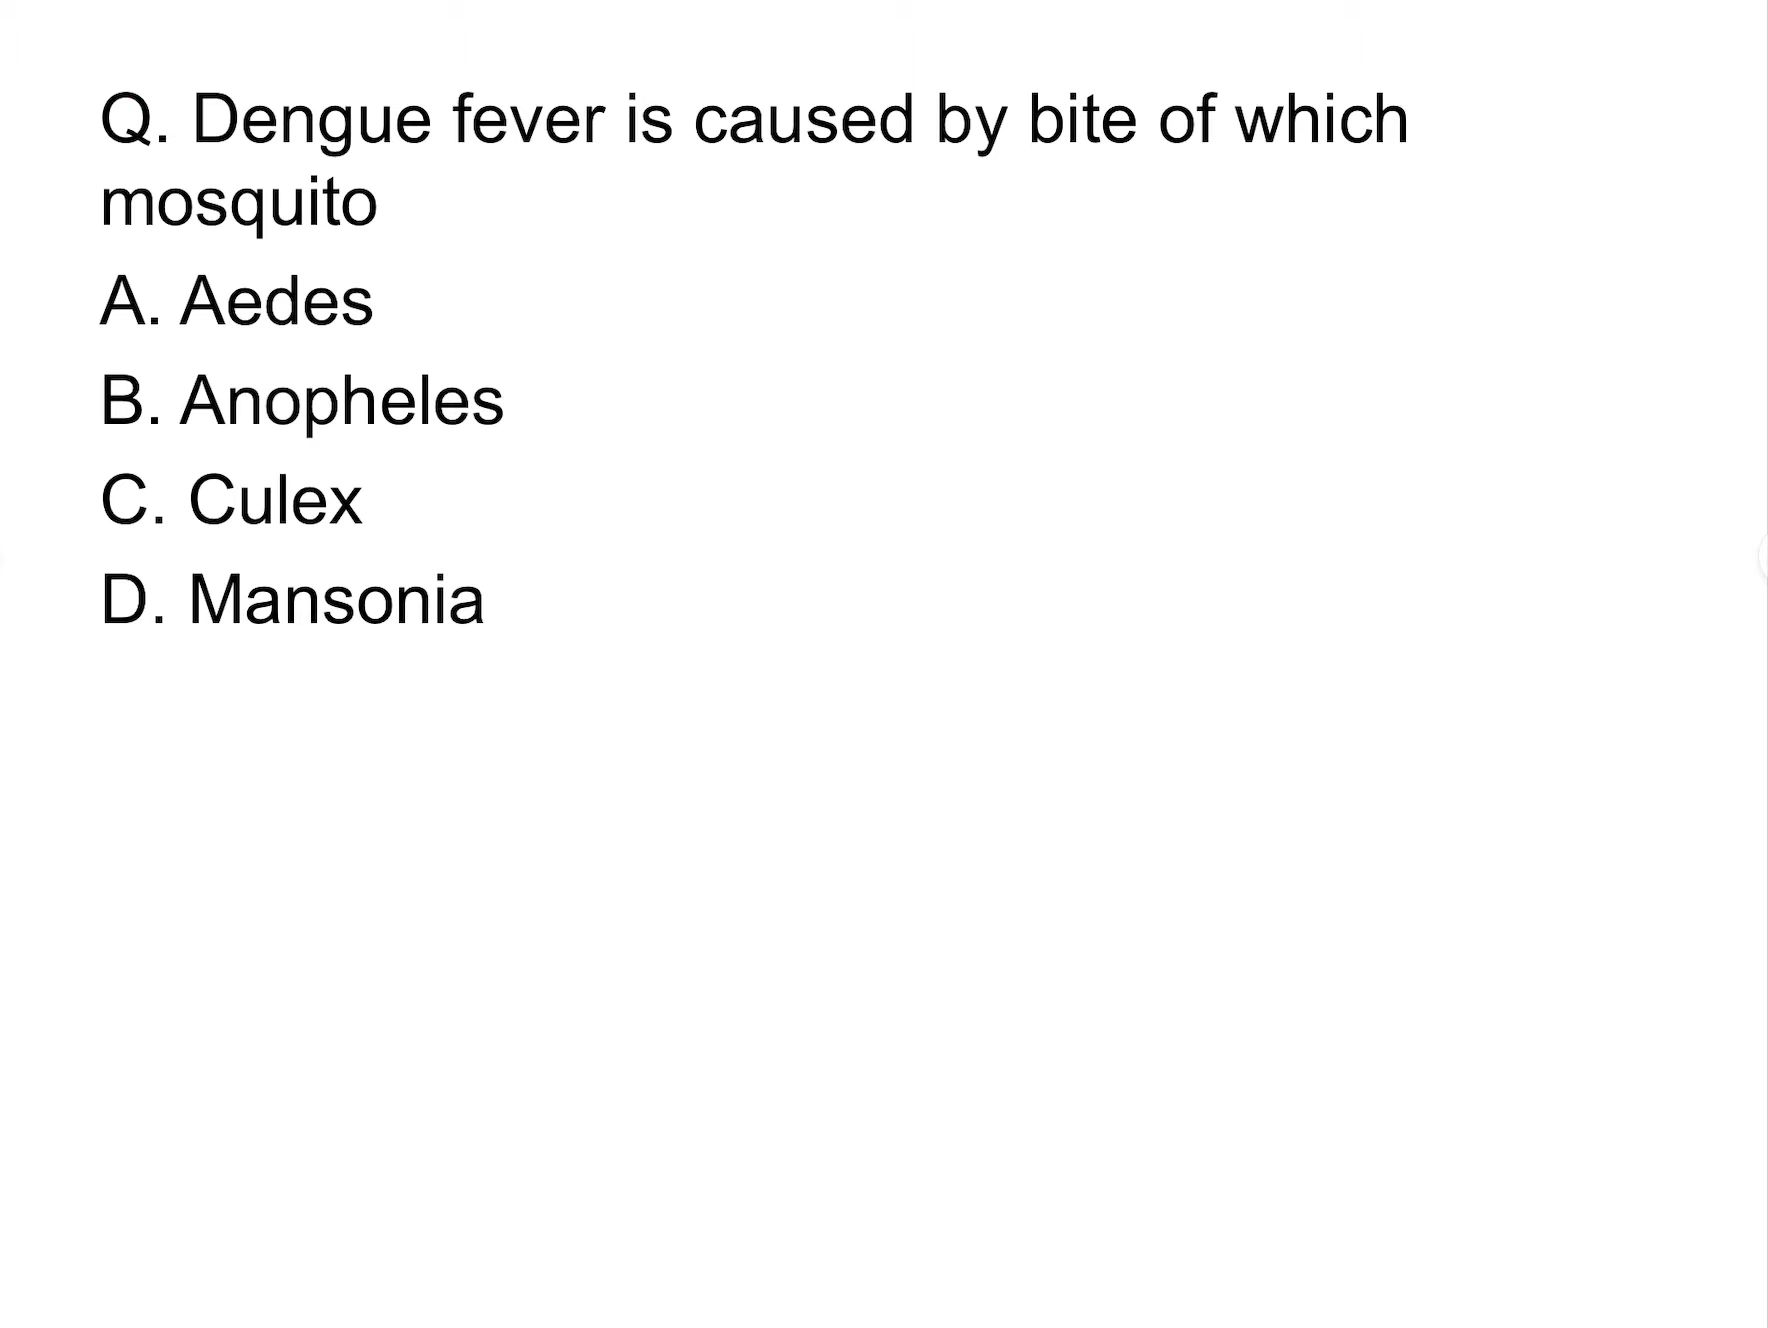 Q. Dengue fever is caused by bite of which
mosquito
A. Aedes
B. Anopheles
C. Culex
D. Mansonia